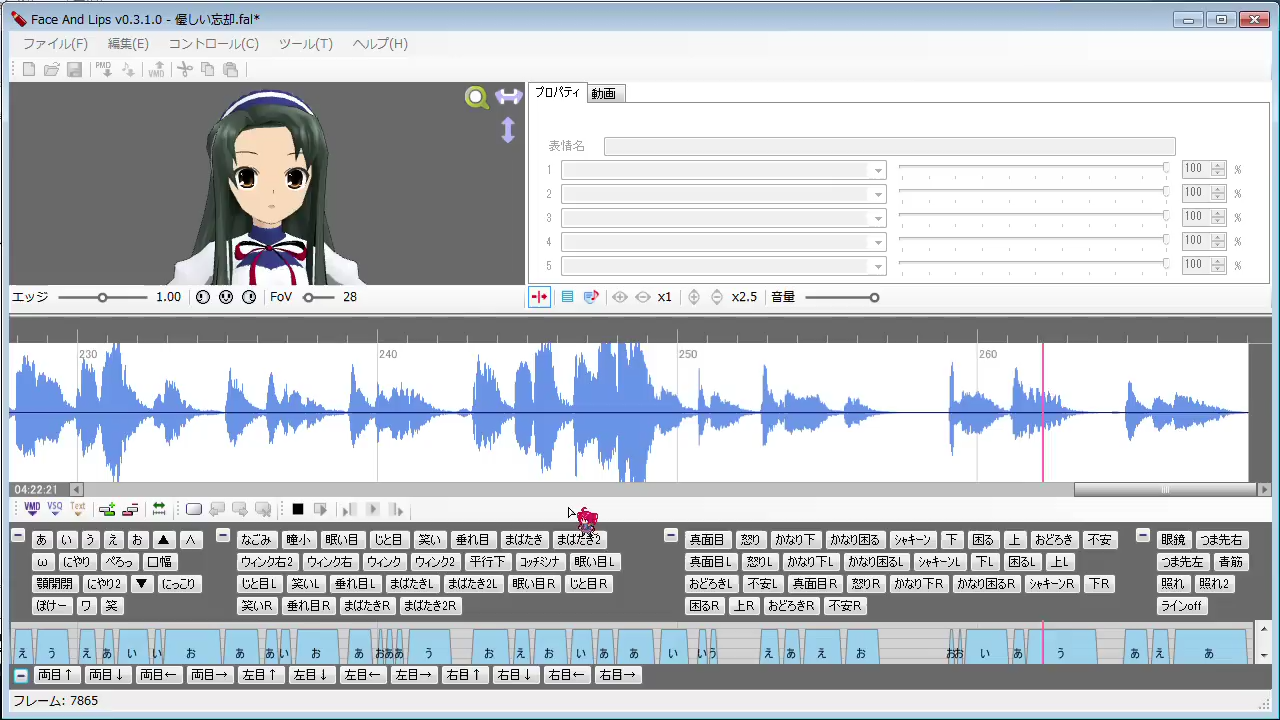 Face And Lips v0.3.1.0 - 優しい忘却.fal*
ファイル(F) 編集(E) コントロール(C) ツール(T) ヘルプ(H)
PMD VMD
プロパティ 動画
表情名
1 100 %
2 100 %
3 100 %
4 100 %
5 100 %
エッジ 1.00 FoV 28 x1 x2.5 音量
230 240 250 260
04:22:21
VMD VSQ Text
あ い う え お ▲ ∧ なごみ 瞳小 眠い目 じと目 笑い 垂れ目 まばたき まばたき2 真面目 怒り かなり下 かなり困る ｼｬｷｰﾝ 下 困る 上 おどろき 不安 眼鏡 つま先右
ω にやり ぺろっ 口幅 ウィンク右2 ウィンク右 ウィンク ウィンク2 平行下 ｺｯﾁﾐﾝﾅ 眠い目L 真面目L 怒りL かなり下L かなり困るL ｼｬｷｰﾝL 下L 困るL 上L つま先左 青筋
顎開閉 にやり2 ▼ にっこり じと目L 笑いL 垂れ目L まばたきL まばたき2L 眠い目R じと目R おどろきL 不安L 真面目R 怒りR かなり下R かなり困るR ｼｬｷｰﾝR 下R 照れ 照れ2
ぼけー ワ 笑 笑いR 垂れ目R まばたきR まばたき2R 困るR 上R おどろきR 不安R ラインoff
え う え あ い い お あ あ い お お あ あ う お え お い あ あ い い う え あ え お お お い あ う あ え あ
両目↑ 両目↓ 両目← 両目→ 左目↑ 左目↓ 左目← 左目→ 右目↑ 右目↓ 右目← 右目→
フレーム: 7865